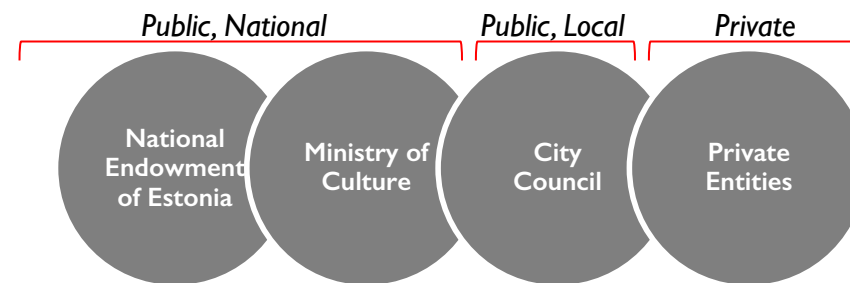 Public, National
Public, Local
Private
National
Endowment
of Estonia
Ministry of
Culture
City
Council
Private
Entities